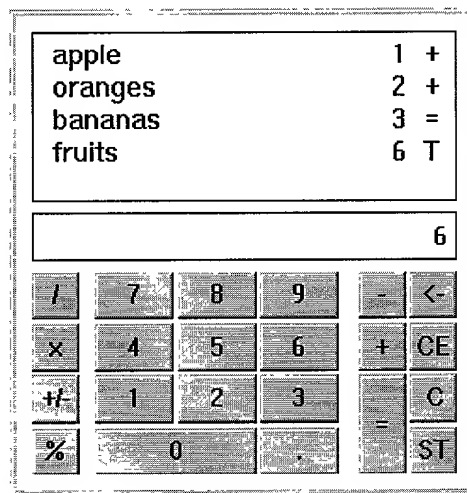 apple 1 +
oranges 2 +
bananas 3 =
fruits 6 T
6
/ 7 8 9 - <-
x 4 5 6 + CE
+/- 1 2 3 = C
% 0 . ST